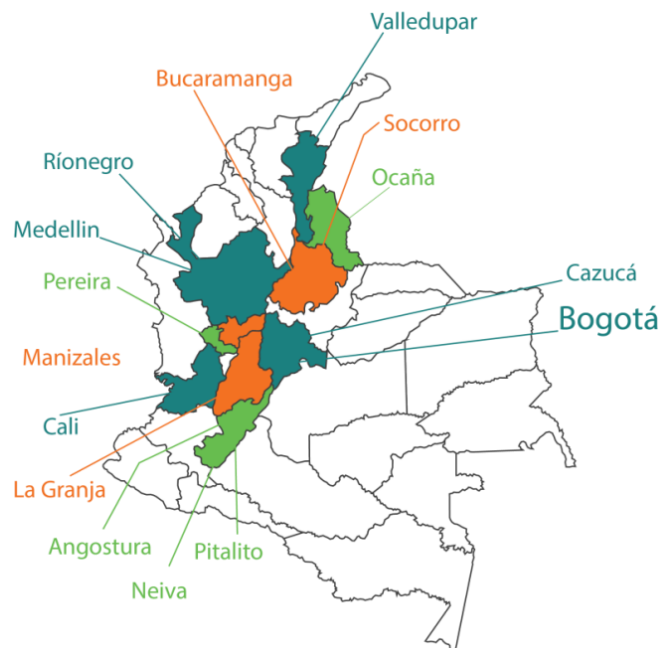 Valledupar
Bucaramanga
Socorro
Ríonegro
Ocaña
Medellin
Pereira
Cazucá
Bogotá
Manizales
Cali
La Granja
Angostura
Pitalito
Neiva